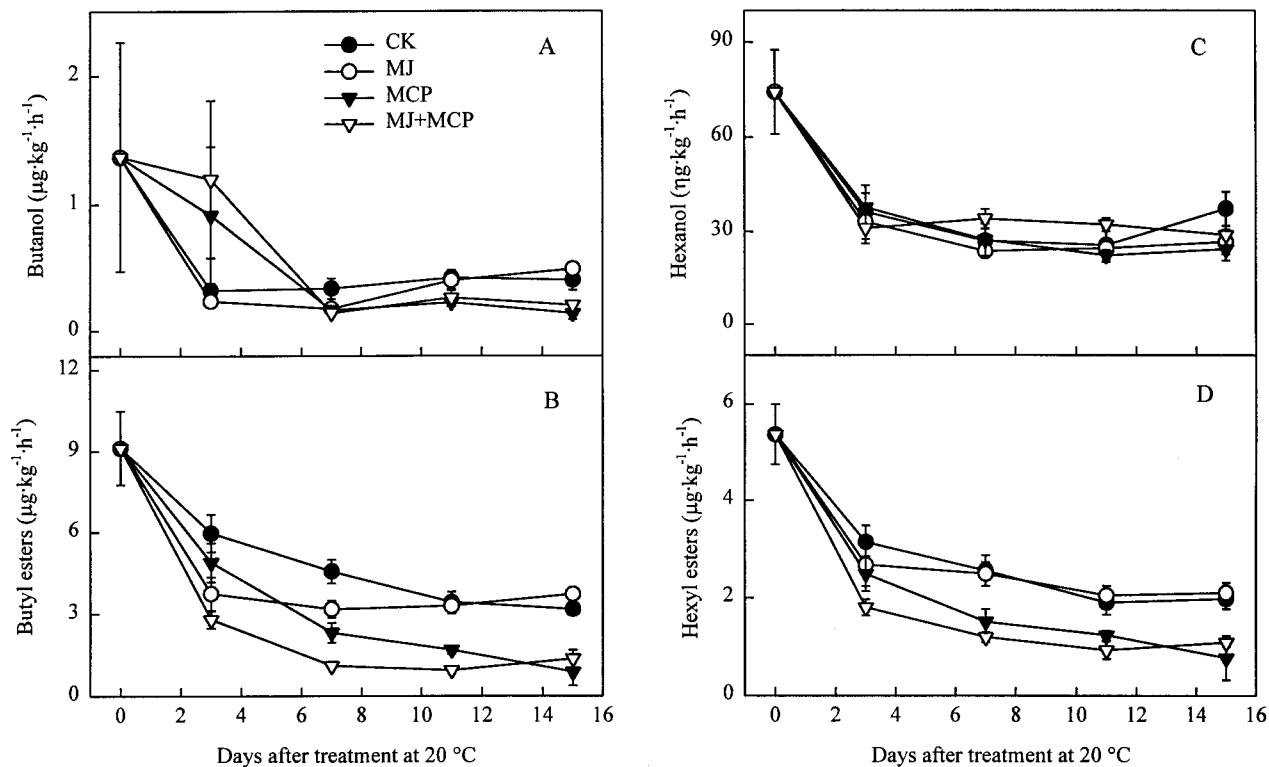 A
CK
MJ
MCP
MJ+MCP
2
1
0
Butanol (µg·kg⁻¹·h⁻¹)
B
12
9
6
3
0
Butyl esters (µg·kg⁻¹·h⁻¹)
0 2 4 6 8 10 12 14 16
Days after treatment at 20 °C
C
90
60
30
0
Hexanol (ηg·kg⁻¹·h⁻¹)
D
6
4
2
0
Hexyl esters (µg·kg⁻¹·h⁻¹)
0 2 4 6 8 10 12 14 16
Days after treatment at 20 °C